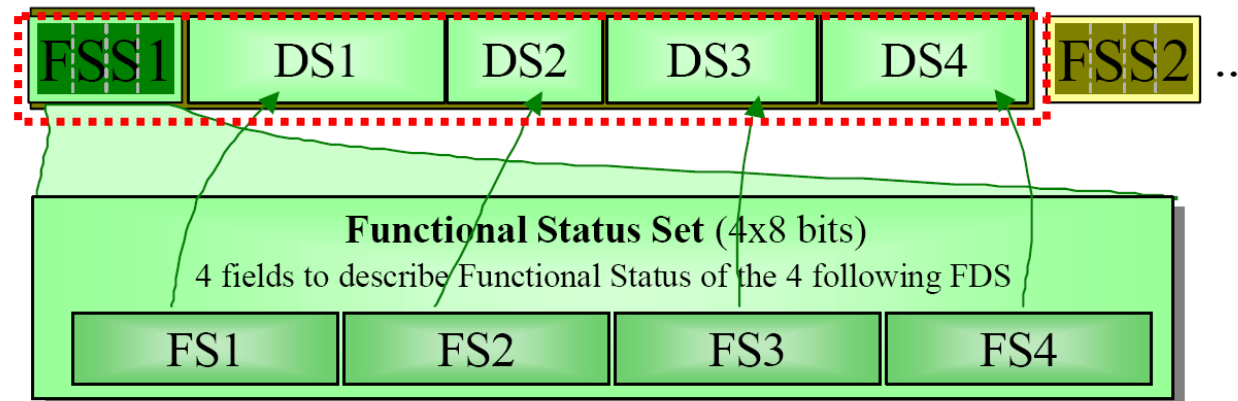 FSS1 DS1 DS2 DS3 DS4 FSS2 ..
Functional Status Set (4x8 bits)
4 fields to describe Functional Status of the 4 following FDS
FS1 FS2 FS3 FS4